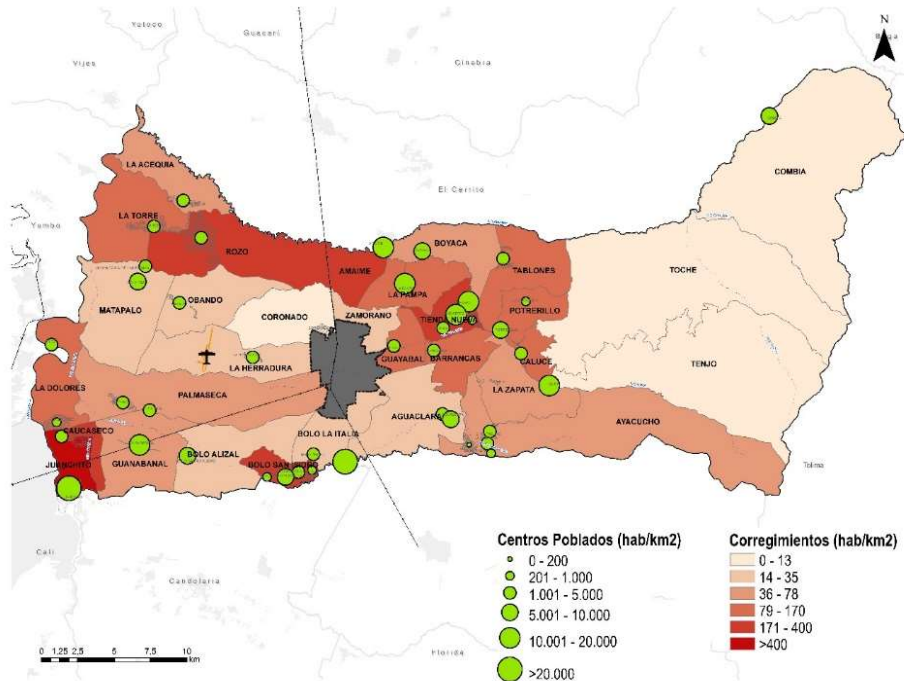 Yotoco
Guacarí
Vijes
Ginebra
N
LA ACEQUIA
COMBIA
El Cerrito
LA TORRE
Yumbo
ROZO
BOYACA
AMAIME
TABLONES
TOCHE
LA PAMPA
MATAPALO
OBANDO
CORONADO
ZAMORANO
TIENDA NUEVA
POTRERILLO
LA HERRADURA
GUAYABAL
BARRANCAS
CALUCE
TENJO
LA DOLORES
PALMASECA
LA ZAPATA
AGUACLARA
AYACUCHO
CAUCASECO
BOLO LA ITALIA
JUANCHITO
GUANABANAL
BOLO ALIZAL
BOLO SAN ISIDRO
Tolima
Cali
Candelaria
Florida
Centros Poblados (hab/km2)
0 - 200
201 - 1.000
1.001 - 5.000
5.001 - 10.000
10.001 - 20.000
>20.000
Corregimientos (hab/km2)
0 - 13
14 - 35
36 - 78
79 - 170
171 - 400
>400
0 1,25 2,5 5 7,5 10
km